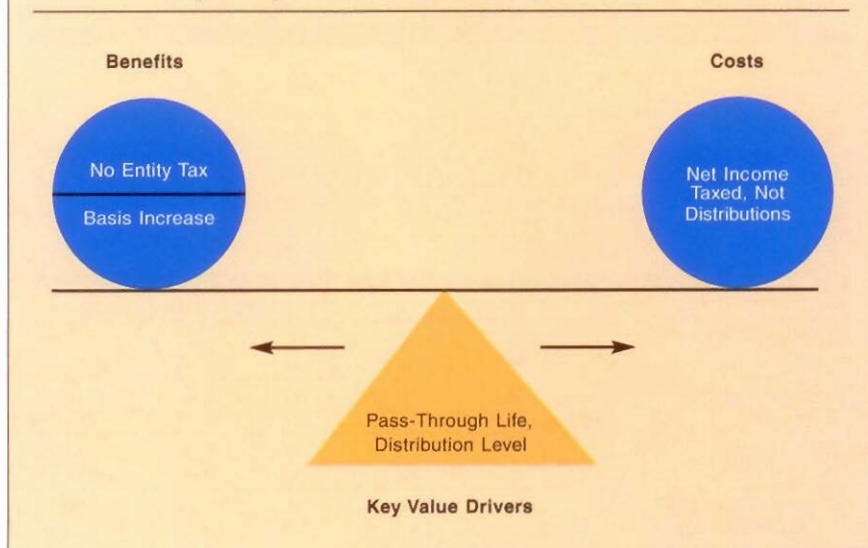 Benefits
Costs
No Entity Tax
Basis Increase
Net Income
Taxed, Not
Distributions
Pass-Through Life,
Distribution Level
Key Value Drivers